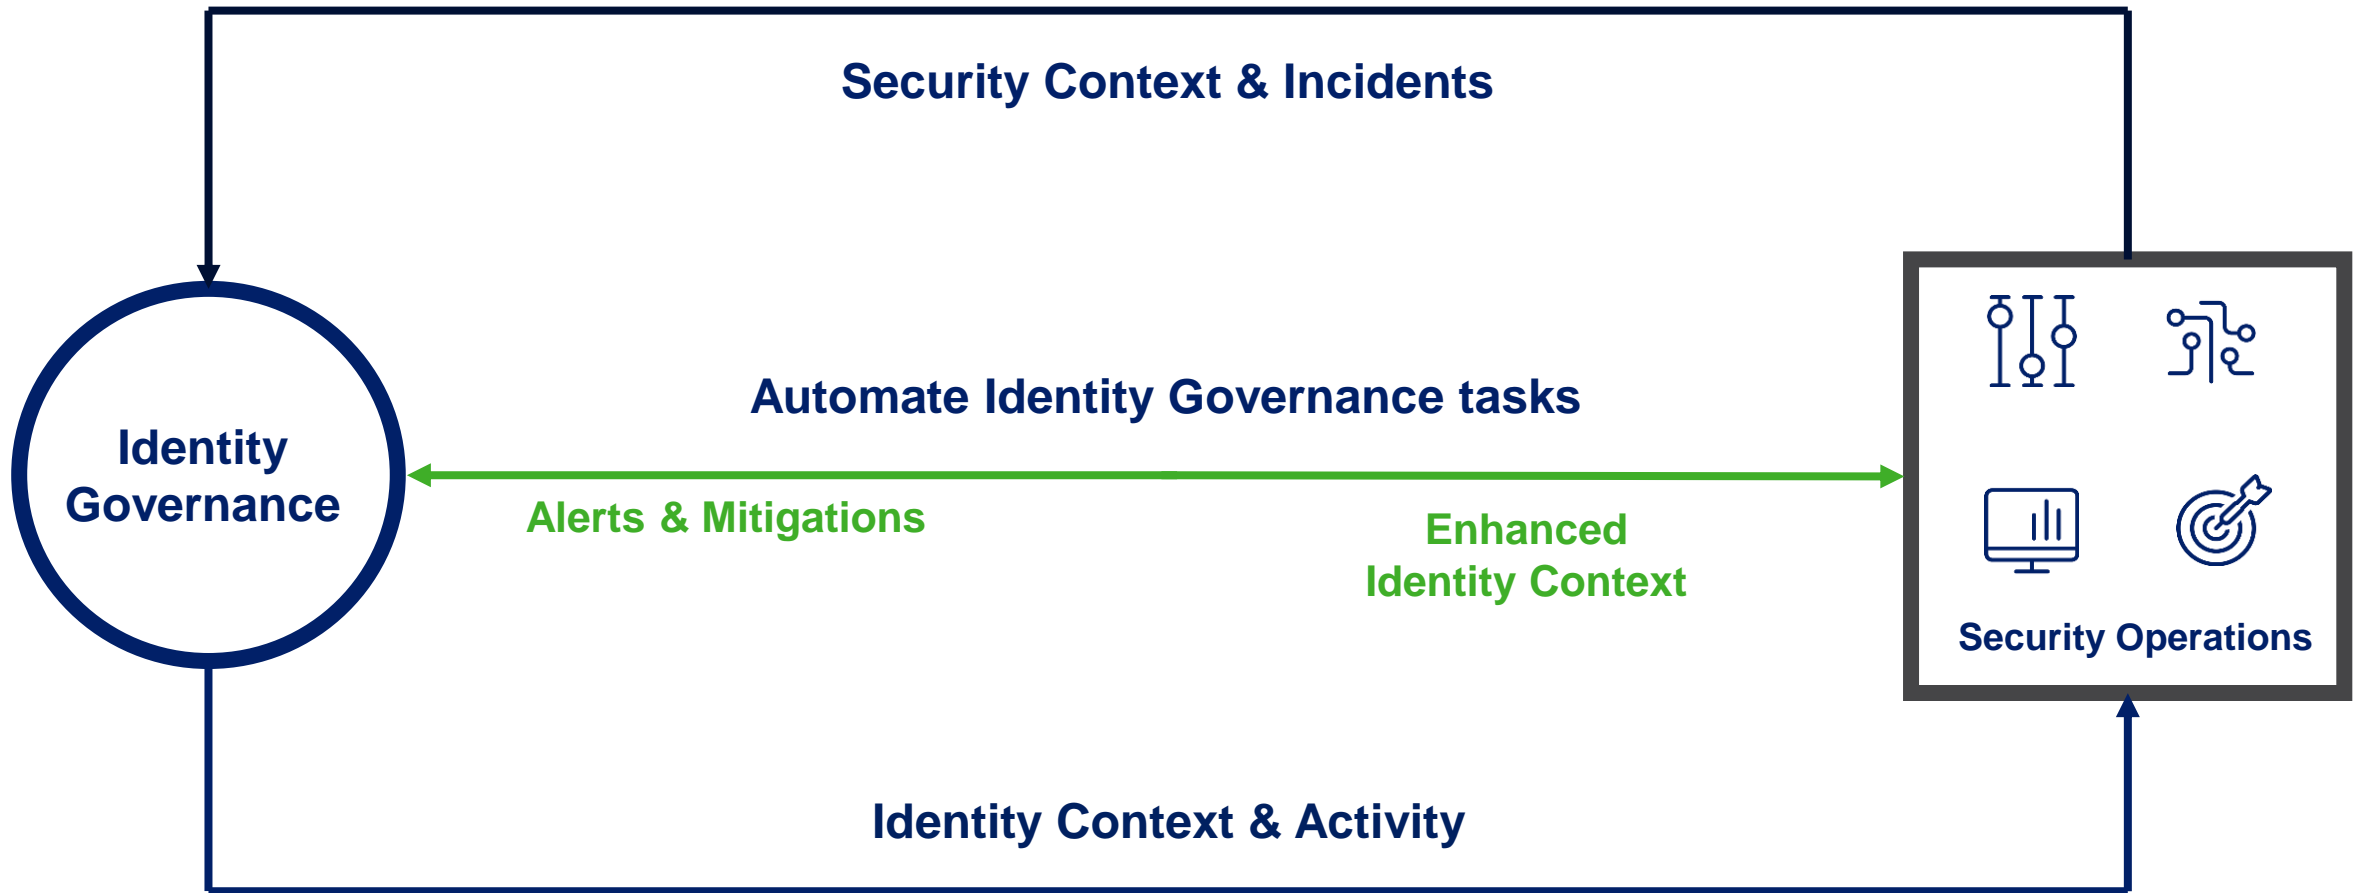 Security Context & Incidents
Automate Identity Governance tasks
Identity
Governance
Alerts & Mitigations
Enhanced
Identity Context
Security Operations
Identity Context & Activity